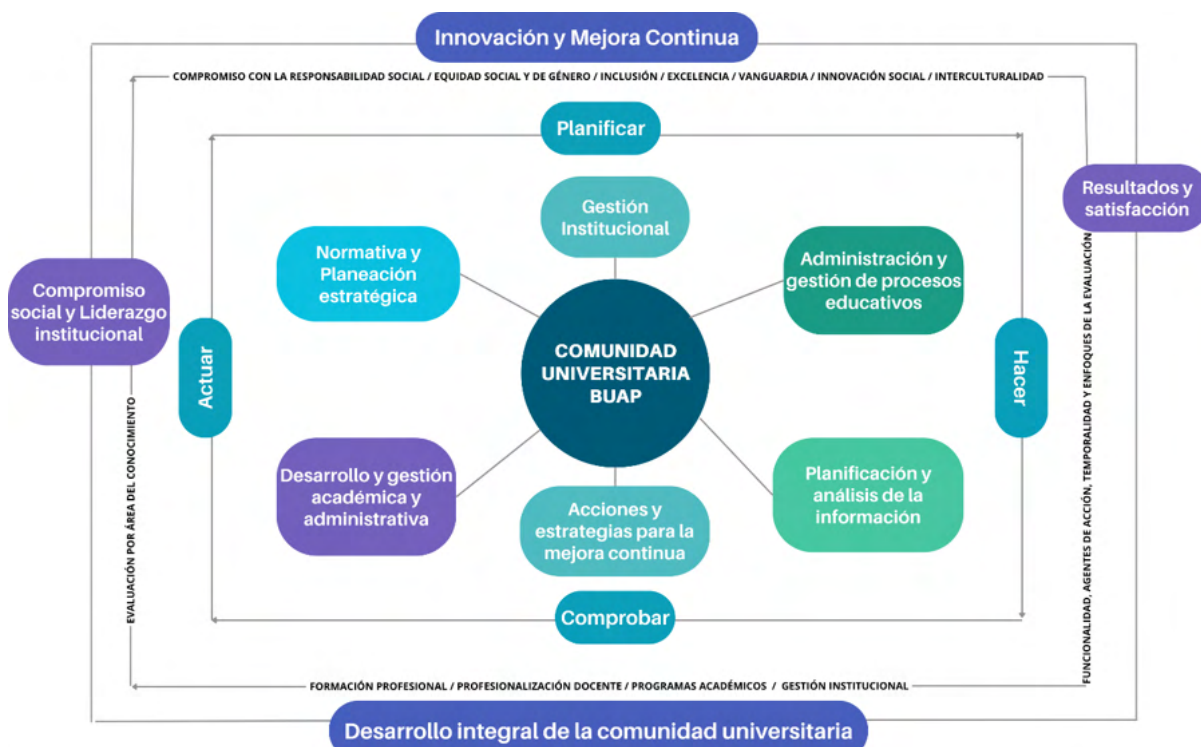 Innovación y Mejora Continua
COMPROMISO CON LA RESPONSABILIDAD SOCIAL / EQUIDAD SOCIAL Y DE GÉNERO / INCLUSIÓN / EXCELENCIA / VANGUARDIA / INNOVACIÓN SOCIAL / INTERCULTURALIDAD
Planificar
Resultados y
satisfacción
Gestión
Institucional
Normativa y
Planeación
estratégica
Administración y
gestión de procesos
educativos
Compromiso
social y Liderazgo
institucional
Actuar
COMUNIDAD
UNIVERSITARIA
BUAP
Hacer
Desarrollo y gestión
académica y
administrativa
Acciones y
estrategias para la
mejora continua
Planificación y
análisis de la
información
EVALUACIÓN POR ÁREA DEL CONOCIMIENTO
FUNCIONALIDAD, AGENTES DE ACCIÓN, TEMPORALIDAD Y ENFOQUES DE LA EVALUACIÓN
Comprobar
FORMACIÓN PROFESIONAL / PROFESIONALIZACIÓN DOCENTE / PROGRAMAS ACADÉMICOS / GESTIÓN INSTITUCIONAL
Desarrollo integral de la comunidad universitaria